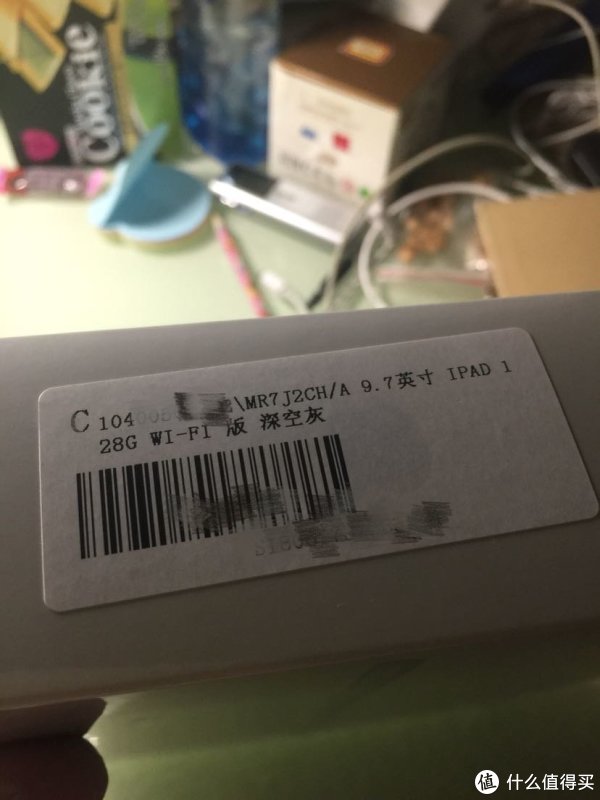 Cookie
C 104
\MR7J2CH/A 9.7英寸 IPAD 1
28G WI-FI 版 深空灰
值 什么值得买